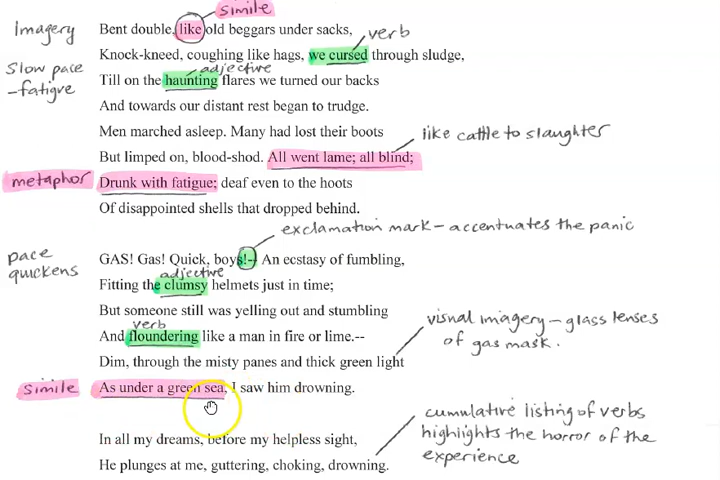 simile
Imagery
Bent double, like old beggars under sacks,
verb
Knock-kneed, coughing like hags, we cursed through sludge,
Slow pace
-fatigue
adjective
Till on the haunting flares we turned our backs
And towards our distant rest began to trudge.
Men marched asleep. Many had lost their boots
like cattle to slaughter
But limped on, blood-shod. All went lame; all blind;
metaphor
Drunk with fatigue; deaf even to the hoots
Of disappointed shells that dropped behind.
exclamation mark - accentuates the panic
pace
quickens
GAS! Gas! Quick, boys!-- An ecstasy of fumbling,
adjective
Fitting the clumsy helmets just in time;
But someone still was yelling out and stumbling
verb
And floundering like a man in fire or lime.--
visual imagery - glass lenses
of gas mask.
Dim, through the misty panes and thick green light
simile
As under a green sea, I saw him drowning.
cumulative listing of verbs
highlights the horror of the
experience
In all my dreams, before my helpless sight,
He plunges at me, guttering, choking, drowning.